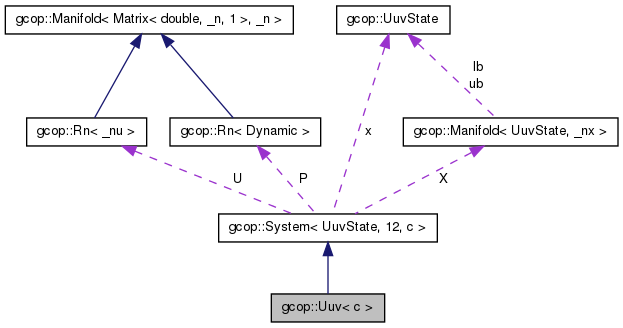 gcop::Manifold< Matrix< double, _n, 1 >, _n >
gcop::UuvState
lb
ub
gcop::Rn< _nu >
gcop::Rn< Dynamic >
x
gcop::Manifold< UuvState, _nx >
U
P
X
gcop::System< UuvState, 12, c >
gcop::Uuv< c >